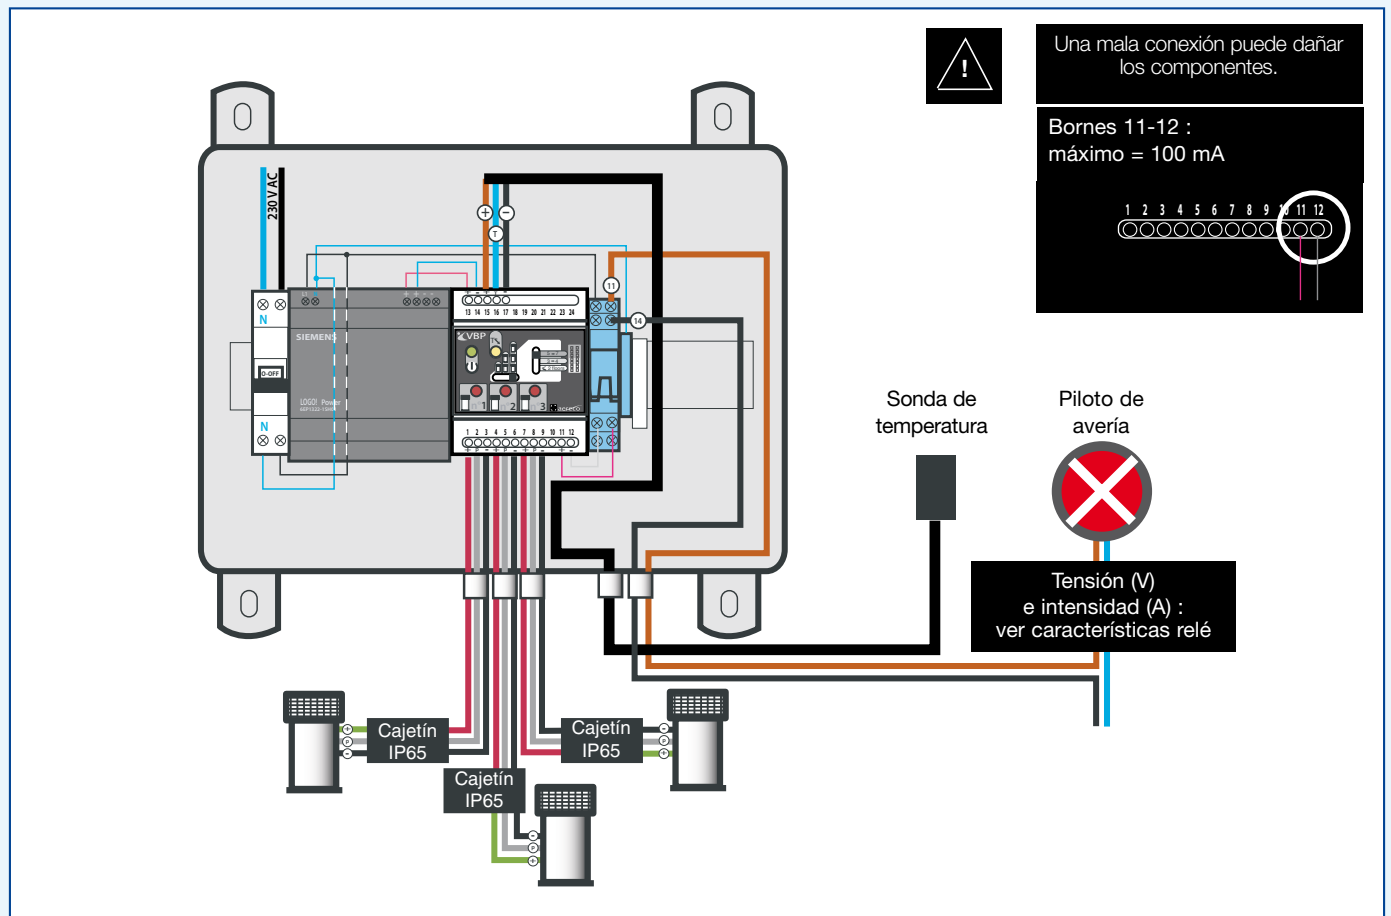 Una mala conexión puede dañar
los componentes.
Bornes 11-12 :
máximo = 100 mA
1 2 3 4 5 6 7 8 9 10 11 12
230 V AC
+
T
-
11
14
N
SIEMENS
O-OFF
LOGO! Power
N
13 14 15 16 17 18 19 20 21 22 23 24
VBP
n°1
n°2
n°3
1 2 3 4 5 6 7 8 9 10 11 12
+ P - + P - + P - + -
Sonda de
temperatura
Piloto de
avería
Tensión (V)
e intensidad (A) :
ver características relé
+
P
-
Cajetín
IP65
Cajetín
IP65
-
P
+
Cajetín
IP65
-
P
+